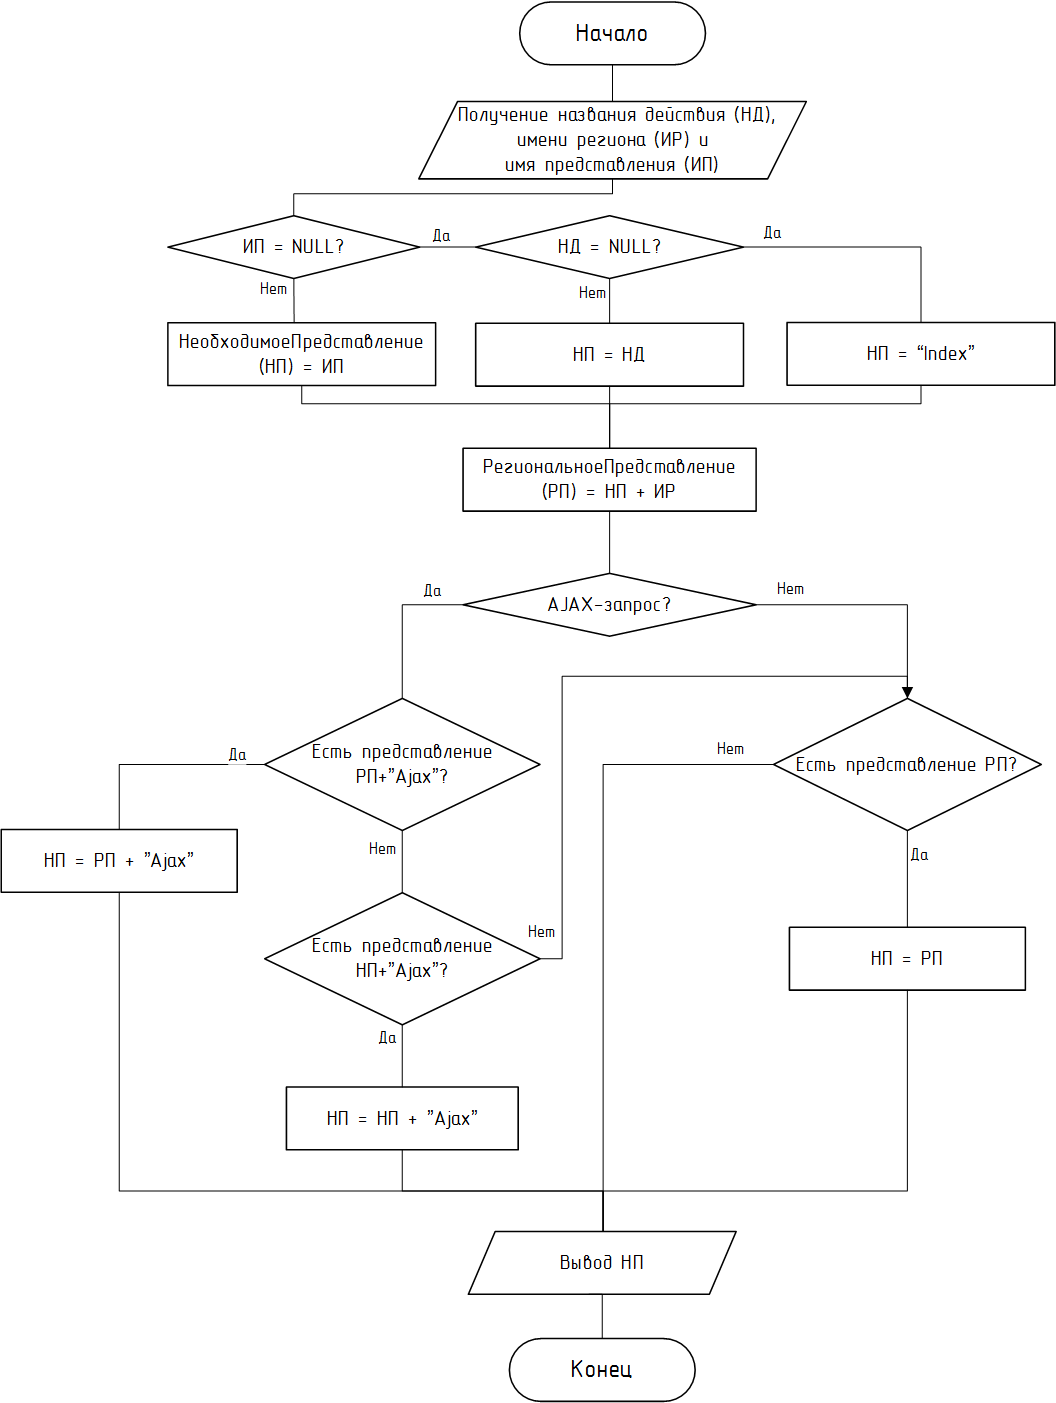 Начало
Получение названия действия (НД),
имени региона (ИР) и
имя представления (ИП)
ИП = NULL?
Да
НД = NULL?
Да
Нет
Нет
НеобходимоеПредставление
(НП) = ИП
НП = НД
НП = “Index”
РегиональноеПредставление
(РП) = НП + ИР
Да
AJAX-запрос?
Нет
Да
Есть представление
РП+”Ajax”?
Нет
Есть представление РП?
НП = РП + ”Ajax”
Нет
Да
Есть представление
НП+”Ajax”?
Нет
НП = РП
Да
НП = НП + ”Ajax”
Вывод НП
Конец